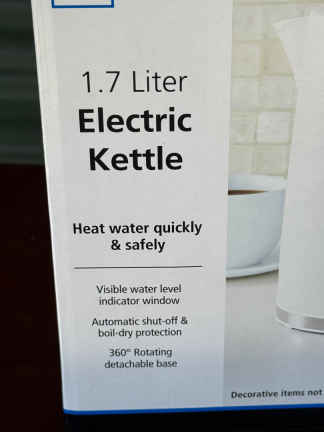 1.7 Liter
Electric
Kettle
Heat water quickly
& safely
Visible water level
indicator window
Automatic shut-off &
boil-dry protection
360° Rotating
detachable base
Decorative items not